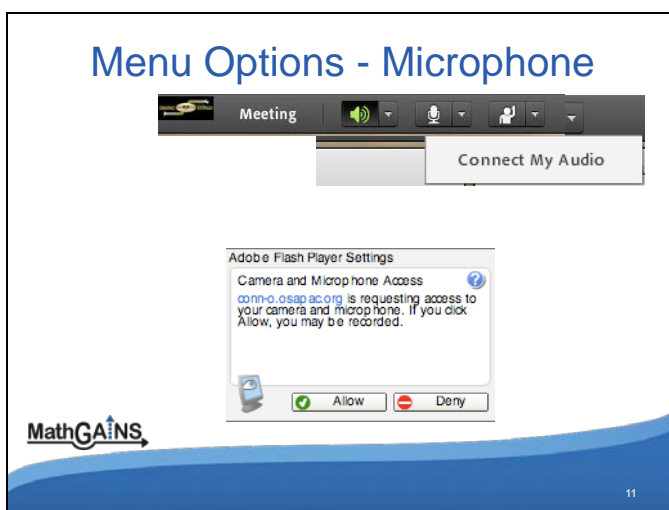 Menu Options - Microphone
Meeting
Connect My Audio
Adobe Flash Player Settings
Camera and Microphone Access
conn-o.osapac.org is requesting access to
your camera and microphone. If you click
Allow, you may be recorded.
Allow Deny
MathGAINS
11